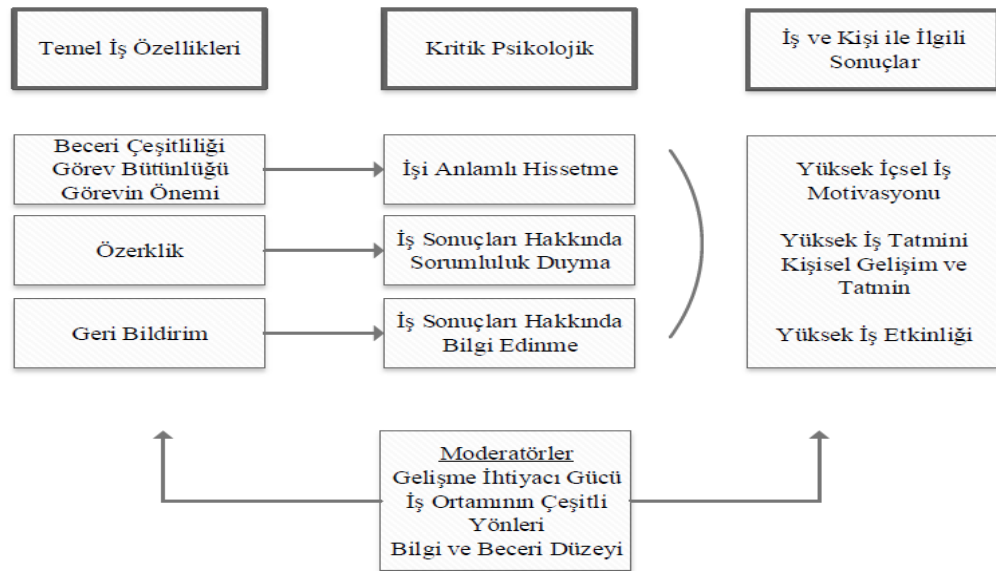 Temel İş Özellikleri
Kritik Psikolojik
İş ve Kişi ile İlgili
Sonuçlar
Beceri Çeşitliliği
Görev Bütünlüğü
Görevin Önemi
İşi Anlamlı Hissetme
Özerklik
İş Sonuçları Hakkında
Sorumluluk Duyma
Geri Bildirim
İş Sonuçları Hakkında
Bilgi Edinme
Yüksek İçsel İş
Motivasyonu
Yüksek İş Tatmini
Kişisel Gelişim ve
Tatmin
Yüksek İş Etkinliği
Moderatörler
Gelişme İhtiyacı Gücü
İş Ortamının Çeşitli
Yönleri
Bilgi ve Beceri Düzeyi